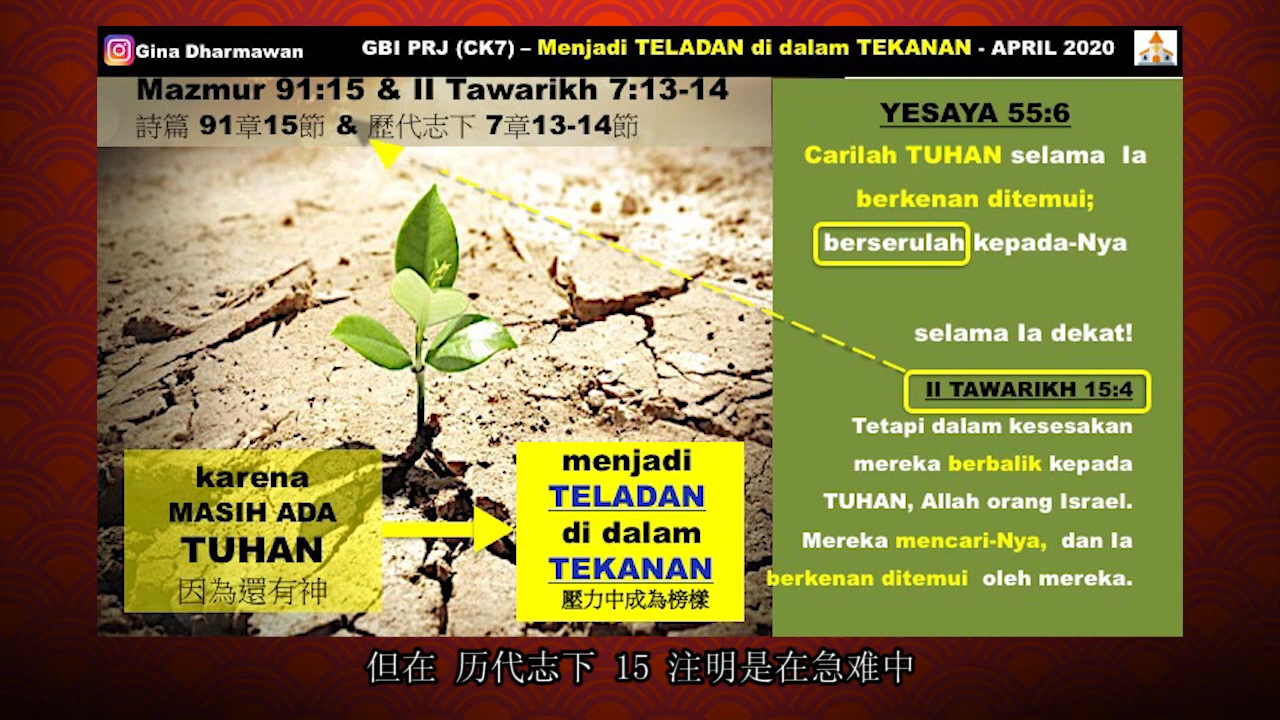 Gina Dharmawan
GBI PRJ (CK7) – Menjadi TELADAN di dalam TEKANAN - APRIL 2020
Mazmur 91:15 & II Tawarikh 7:13-14
詩篇 91章15節 & 歷代志下 7章13-14節
karena
MASIH ADA
TUHAN
因為還有神
menjadi
TELADAN
di dalam
TEKANAN
壓力中成為榜樣
YESAYA 55:6
Carilah TUHAN selama Ia
berkenan ditemui;
berserulah kepada-Nya
selama Ia dekat!
II TAWARIKH 15:4
Tetapi dalam kesesakan
mereka berbalik kepada
TUHAN, Allah orang Israel.
Mereka mencari-Nya, dan Ia
berkenan ditemui oleh mereka.
但在 历代志下 15 注明是在急难中